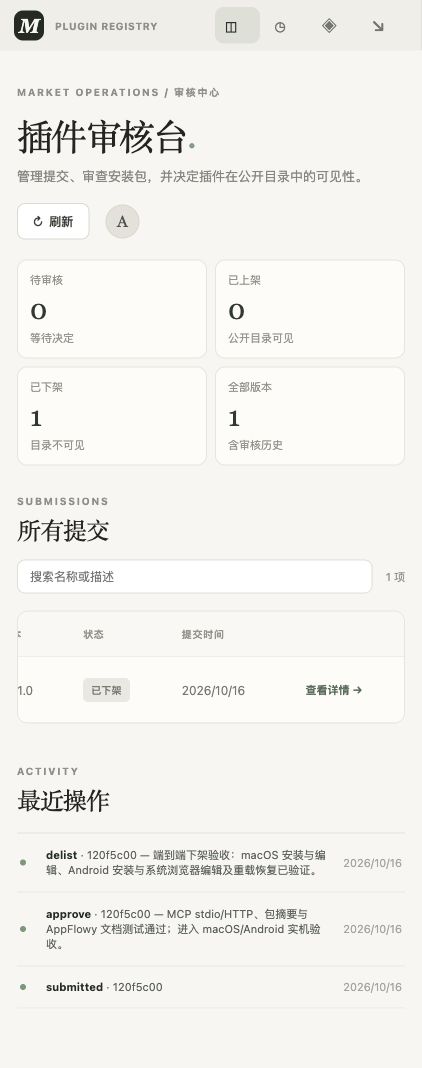 M PLUGIN REGISTRY
MARKET OPERATIONS / 审核中心
插件审核台.
管理提交、审查安装包，并决定插件在公开目录中的可见性。
刷新 A
待审核 已上架
0 0
等待决定 公开目录可见
已下架 全部版本
1 1
目录不可见 含审核历史
SUBMISSIONS
所有提交
搜索名称或描述 1 项
状态 提交时间
1.0 已下架 2026/10/16 查看详情 →
ACTIVITY
最近操作
delist · 120f5c00 — 端到端下架验收：macOS 安装与编 2026/10/16
辑、Android 安装与系统浏览器编辑及重载恢复已验证。
approve · 120f5c00 — MCP stdio/HTTP、包摘要与
AppFlowy 文档测试通过；进入 macOS/Android 实机验 2026/10/16
收。
submitted · 120f5c00 2026/10/16